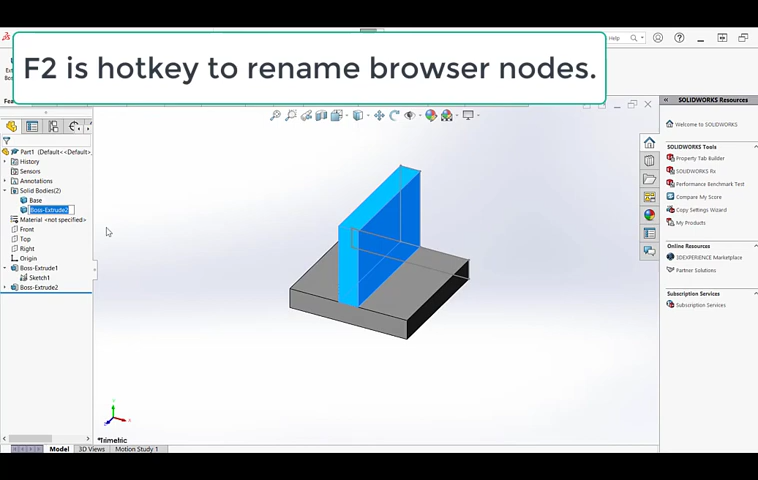 F2 is hotkey to rename browser nodes.
Help
SOLIDWORKS Resources
Welcome to SOLIDWORKS
SOLIDWORKS Tools
Property Tab Builder
SOLIDWORKS Rx
Performance Benchmark Test
Compare My Score
Copy Settings Wizard
My Products
Online Resources
3DEXPERIENCE Marketplace
Partner Solutions
Subscription Services
Subscription Services
Part1 (Default<<Default>_
History
Sensors
Annotations
Solid Bodies(2)
Base
Boss-Extrude2
Material <not specified>
Front
Top
Right
Origin
Boss-Extrude1
Sketch1
Boss-Extrude2
*Trimetric
Model
3D Views
Motion Study 1